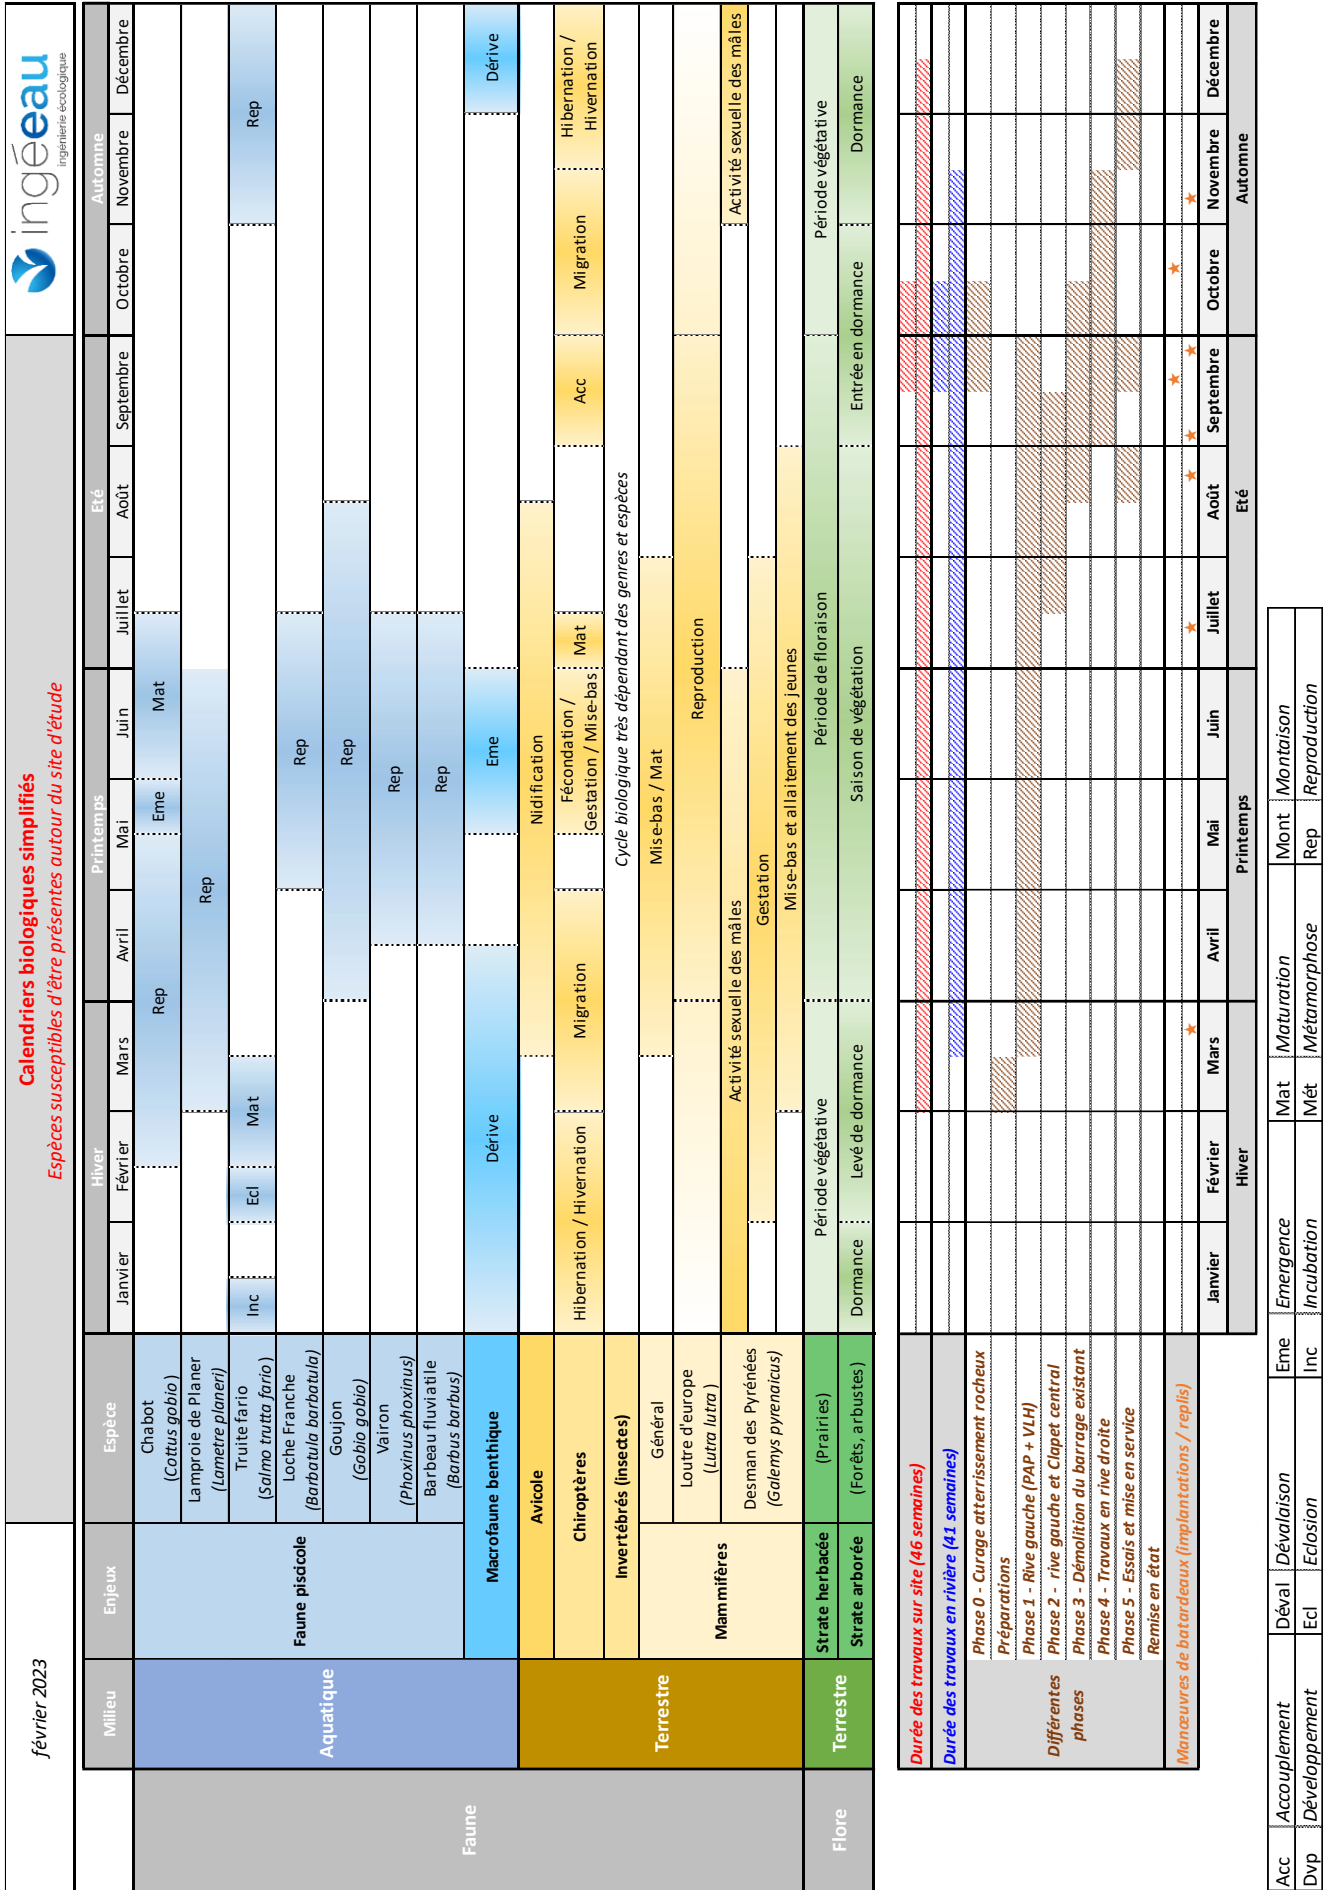 février 2023
Calendriers biologiques simplifiés
Espèces susceptibles d'être présentes autour du site d'étude
ingéeau
ingénierie écologique
Milieu Enjeux Espèce Hiver Printemps Eté Automne
Janvier Février Mars Avril Mai Juin Juillet Août Septembre Octobre Novembre Décembre
Faune
Aquatique
Faune piscicole
Chabot
(Cottus gobio)
Rep Eme Mat
Lamproie de Planer
(Lametre planeri)
Rep
Truite fario
(Salmo trutta fario)
Inc Ecl Mat Rep
Loche Franche
(Barbatula barbatula)
Rep
Goujon
(Gobio gobio)
Rep
Vairon
(Phoxinus phoxinus)
Rep
Barbeau fluviatile
(Barbus barbus)
Rep
Macrofaune benthique
Dérive Eme Dérive
Terrestre
Avicole
Nidification
Chiroptères
Hibernation / Hivernation Migration
Fécondation /
Gestation / Mise-bas
Mat Acc Migration
Hibernation /
Hivernation
Invertébrés (insectes)
Cycle biologique très dépendant des genres et espèces
Mammifères
Général
Mise-bas / Mat
Loutre d'europe
(Lutra lutra)
Reproduction
Desman des Pyrénées
(Galemys pyrenaicus)
Activité sexuelle des mâles Activité sexuelle des mâles
Gestation
Mise-bas et allaitement des jeunes
Flore
Terrestre
Strate herbacée (Prairies)
Période végétative Période de floraison Période végétative
Strate arborée (Forêts, arbustes)
Dormance Levé de dormance Saison de végétation Entrée en dormance Dormance
Durée des travaux sur site (46 semaines)
Durée des travaux en rivière (41 semaines)
Différentes
phases
Phase 0 - Curage atterrissement rocheux
Préparations
Phase 1 - Rive gauche (PAP + VLH)
Phase 2 - rive gauche et Clapet central
Phase 3 - Démolition du barrage existant
Phase 4 - Travaux en rive droite
Phase 5 - Essais et mise en service
Remise en état
Manœuvres de batardeaux (implantations / replis)
Janvier Février Mars Avril Mai Juin Juillet Août Septembre Octobre Novembre Décembre
Hiver Printemps Eté Automne
Acc Accouplement Déval Dévalaison Eme Emergence Mat Maturation Mont Montaison
Dvp Développement Ecl Eclosion Inc Incubation Mét Métamorphose Rep Reproduction